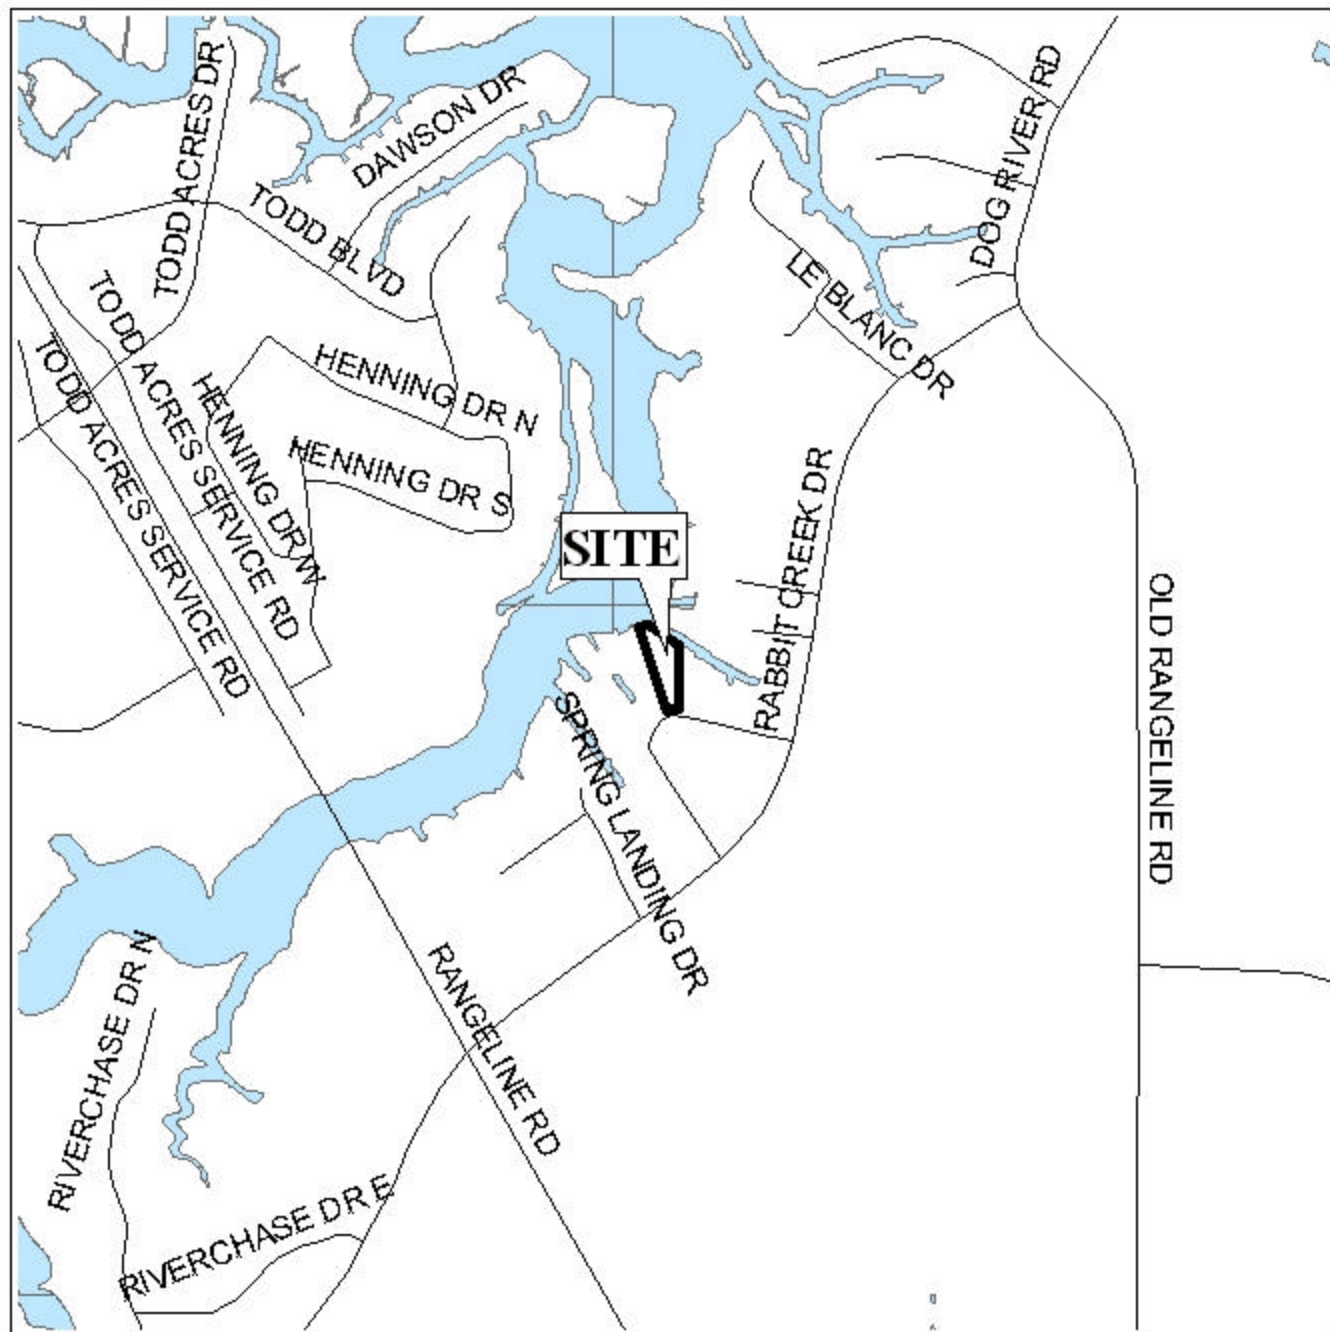 TODD ACRES DR
DAWSON DR
DOG RIVER RD
TODD BLVD
LE BLANC DR
TODD ACRES SERVICE RD
TODD ACRES SERVICE RD
HENNING DR N
HENNING DR W
HENNING DR S
RABBIT CREEK DR
SITE
OLD RANGELINE RD
SPRING LANDING DR
RIVERCHASE DR N
RANGELINE RD
RIVERCHASE DR E